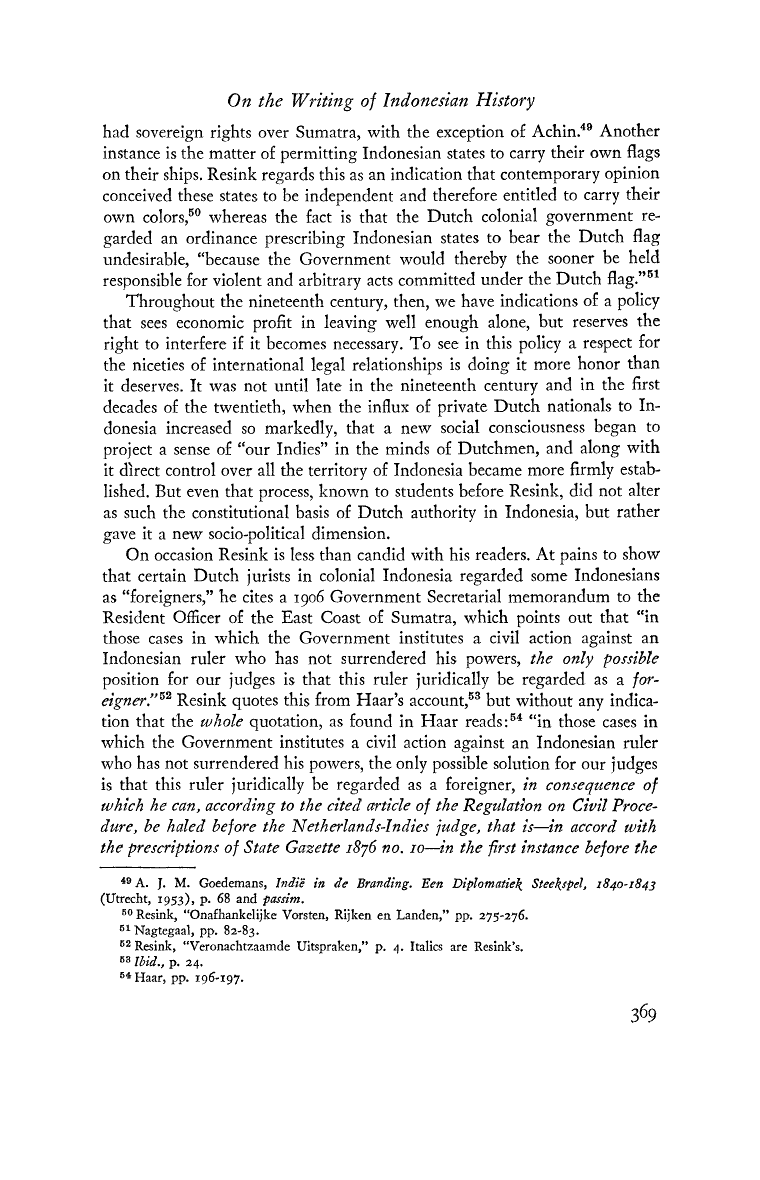 On the Writing of Indonesian History
had sovereign rights over Sumatra, with the exception of Achin.49 Another
instance is the matter of permitting Indonesian states to carry their own flags
on their ships. Resink regards this as an indication that contemporary opinion
conceived these states to be independent and therefore entitled to carry their
own colors,50 whereas the fact is that the Dutch colonial government re-
garded an ordinance prescribing Indonesian states to bear the Dutch flag
undesirable, “because the Government would thereby the sooner be held
responsible for violent and arbitrary acts committed under the Dutch flag.”51
Throughout the nineteenth century, then, we have indications of a policy
that sees economic profit in leaving well enough alone, but reserves the
right to interfere if it becomes necessary. To see in this policy a respect for
the niceties of international legal relationships is doing it more honor than
it deserves. It was not until late in the nineteenth century and in the first
decades of the twentieth, when the influx of private Dutch nationals to In-
donesia increased so markedly, that a new social consciousness began to
project a sense of “our Indies” in the minds of Dutchmen, and along with
it direct control over all the territory of Indonesia became more firmly estab-
lished. But even that process, known to students before Resink, did not alter
as such the constitutional basis of Dutch authority in Indonesia, but rather
gave it a new socio-political dimension.
On occasion Resink is less than candid with his readers. At pains to show
that certain Dutch jurists in colonial Indonesia regarded some Indonesians
as “foreigners,” he cites a 1906 Government Secretarial memorandum to the
Resident Officer of the East Coast of Sumatra, which points out that “in
those cases in which the Government institutes a civil action against an
Indonesian ruler who has not surrendered his powers, the only possible
position for our judges is that this ruler juridically be regarded as a for-
eigner.”52 Resink quotes this from Haar’s account,53 but without any indica-
tion that the whole quotation, as found in Haar reads:54 “in those cases in
which the Government institutes a civil action against an Indonesian ruler
who has not surrendered his powers, the only possible solution for our judges
is that this ruler juridically be regarded as a foreigner, in consequence of
which he can, according to the cited article of the Regulation on Civil Proce-
dure, be haled before the Netherlands-Indies judge, that is—in accord with
the prescriptions of State Gazette 1876 no. 10—in the first instance before the
49 A. J. M. Goedemans, Indië in de Branding. Een Diplomatiek Steekspel, 1840-1843
(Utrecht, 1953), p. 68 and passim.
50 Resink, “Onafhankelijke Vorsten, Rijken en Landen,” pp. 275-276.
51 Nagtegaal, pp. 82-83.
52 Resink, “Veronachtzaamde Uitspraken,” p. 4. Italics are Resink’s.
53 Ibid., p. 24.
54 Haar, pp. 196-197.
369